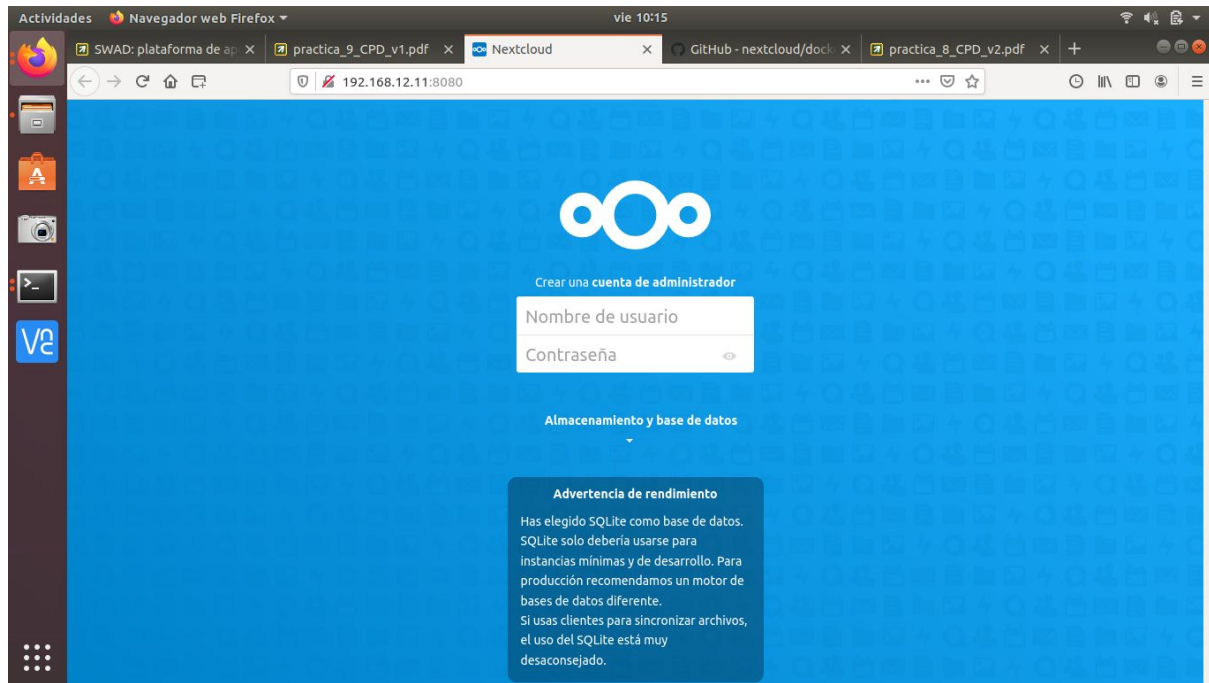 Actividades
Navegador web Firefox
vie 10:15
SWAD: plataforma de ap
practica_9_CPD_v1.pdf
Nextcloud
GitHub - nextcloud/dock
practica_8_CPD_v2.pdf
192.168.12.11:8080
Crear una cuenta de administrador
Nombre de usuario
Contraseña
Almacenamiento y base de datos
Advertencia de rendimiento
Has elegido SQLite como base de datos.
SQLite solo debería usarse para
instancias mínimas y de desarrollo. Para
producción recomendamos un motor de
bases de datos diferente.
Si usas clientes para sincronizar archivos,
el uso del SQLite está muy
desaconsejado.